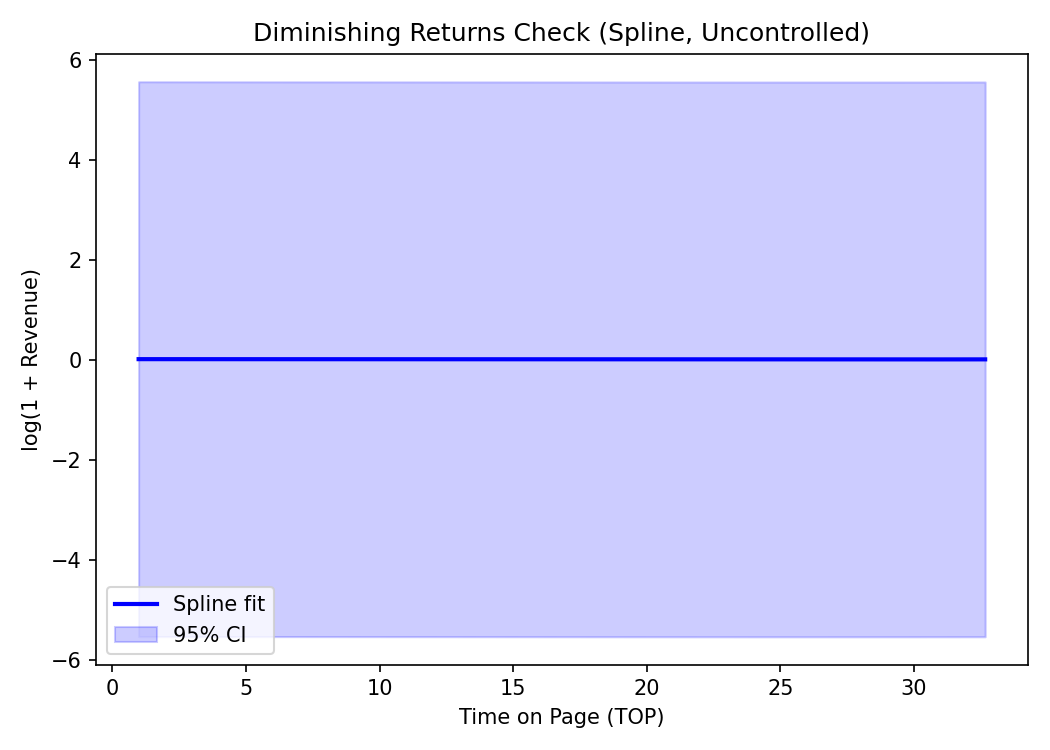 Diminishing Returns Check (Spline, Uncontrolled)
6
4
2
0
−2
−4
−6
log(1 + Revenue)
Spline fit
95% CI
0 5 10 15 20 25 30
Time on Page (TOP)